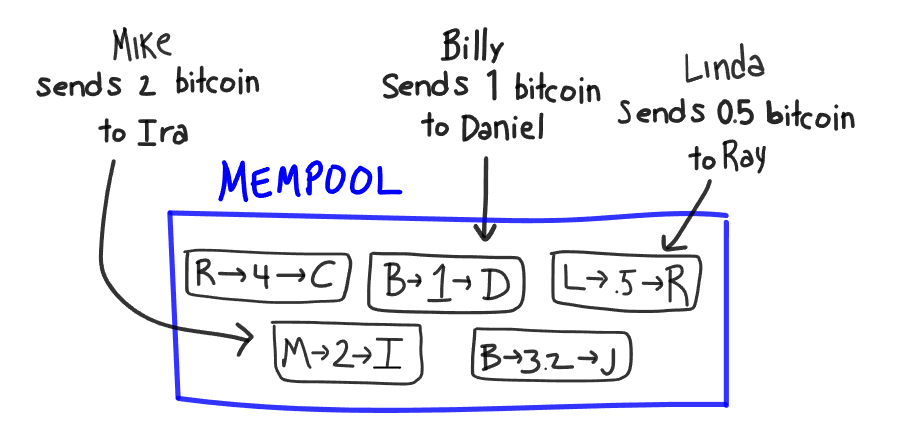 Mike
sends 2 bitcoin
to Ira
Billy
Sends 1 bitcoin
to Daniel
Linda
Sends 0.5 bitcoin
to Ray
MEMPOOL
R→4→C
B→1→D
L→.5→R
M→2→I
B→3.2→J